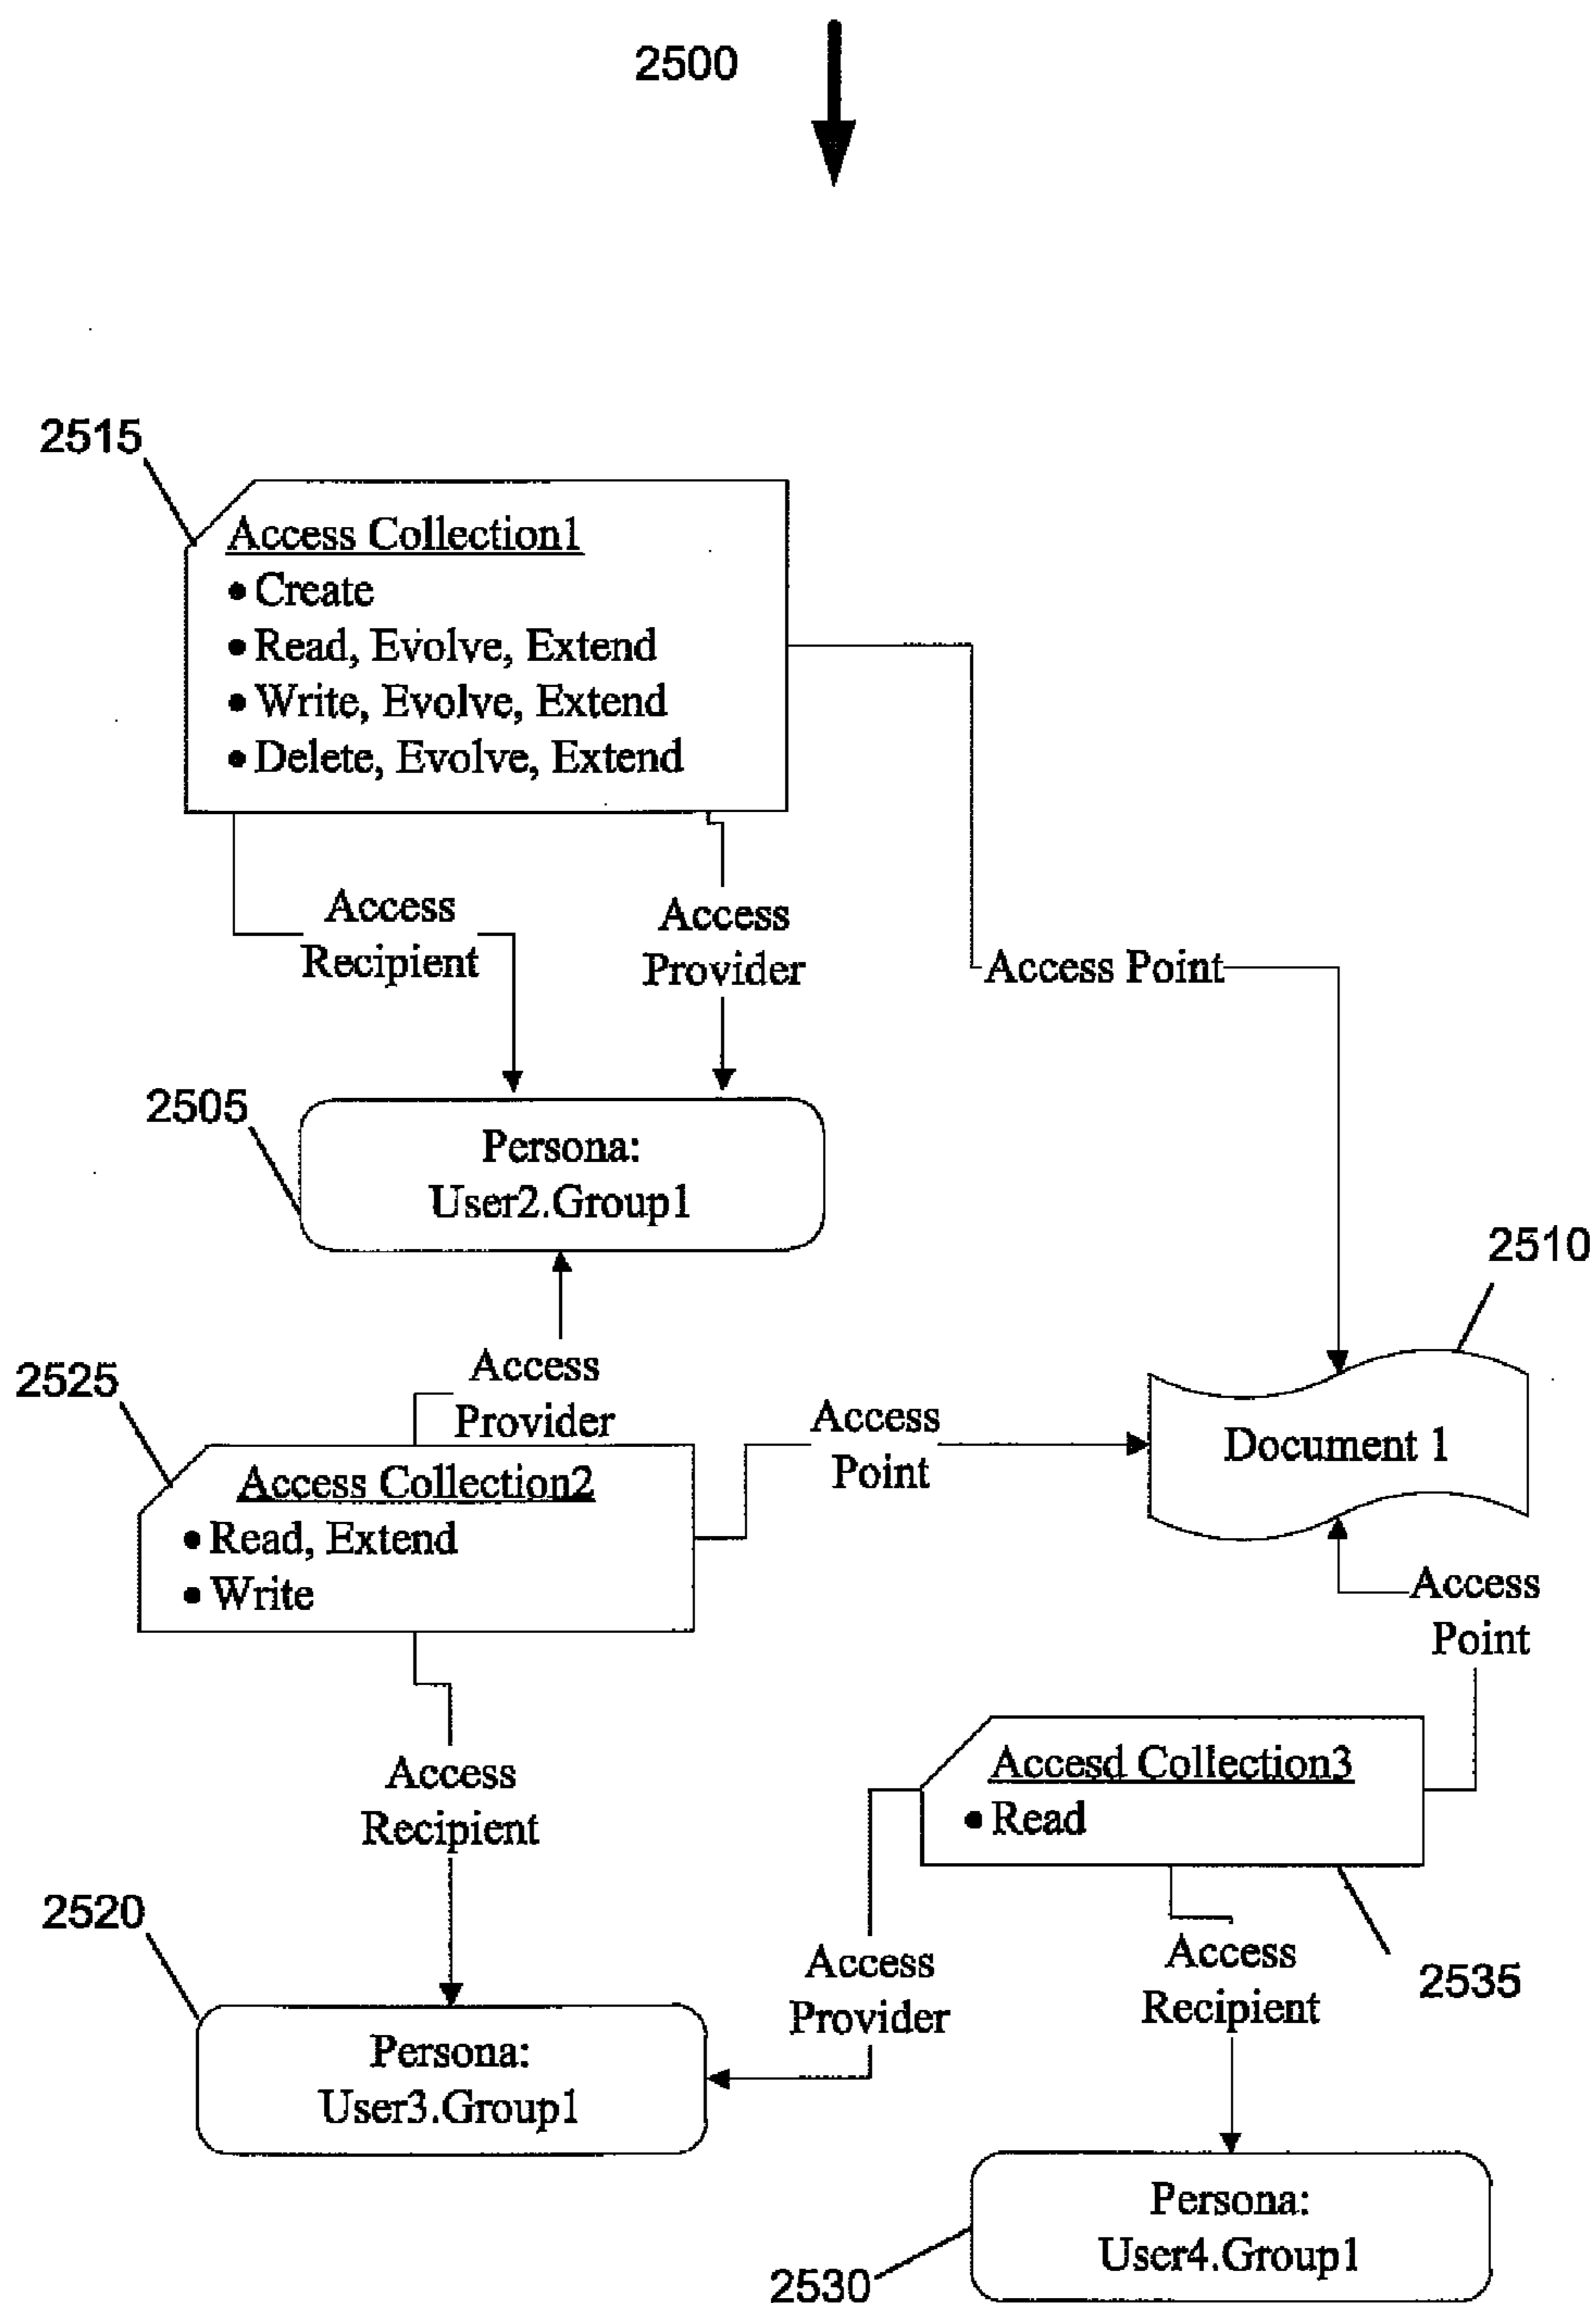 2500
2515
Access Collection1
• Create
• Read, Evolve, Extend
• Write, Evolve, Extend
• Delete, Evolve, Extend
Access
Recipient
Access
Provider
Access Point
2505
Persona:
User2.Group1
2510
2525
Access
Provider
Access
Point
Document 1
Access Collection2
• Read, Extend
• Write
Access
Point
Access
Recipient
Accesd Collection3
• Read
2520
Access
Provider
Access
Recipient
2535
Persona:
User3.Group1
Persona:
User4.Group1
2530